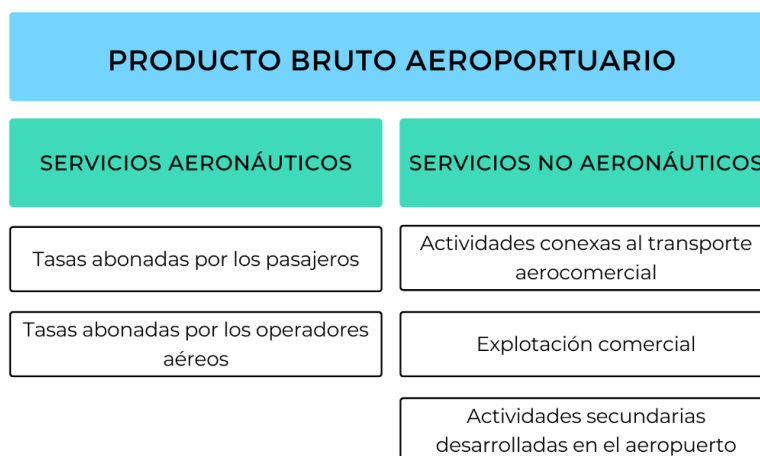 PRODUCTO BRUTO AEROPORTUARIO
SERVICIOS AERONÁUTICOS
SERVICIOS NO AERONÁUTICOS
Tasas abonadas por los pasajeros
Tasas abonadas por los operadores
aéreos
Actividades conexas al transporte
aerocomercial
Explotación comercial
Actividades secundarias
desarrolladas en el aeropuerto